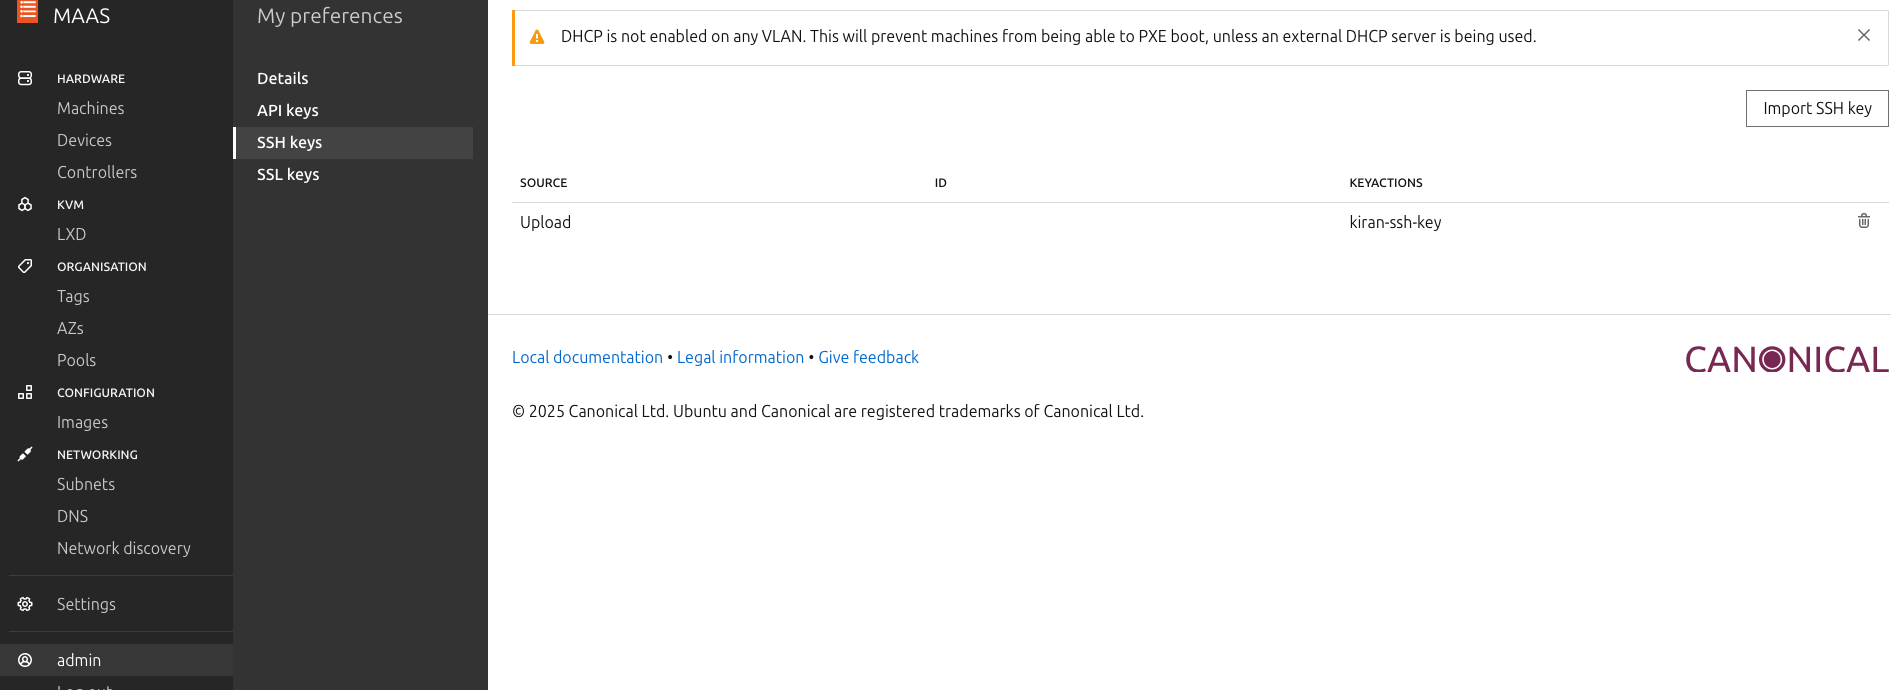 MAAS
HARDWARE
Machines
Devices
Controllers
KVM
LXD
ORGANISATION
Tags
AZs
Pools
CONFIGURATION
Images
NETWORKING
Subnets
DNS
Network discovery
Settings
admin
Logout
My preferences
Details
API keys
SSH keys
SSL keys
DHCP is not enabled on any VLAN. This will prevent machines from being able to PXE boot, unless an external DHCP server is being used.
Import SSH key
SOURCE ID KEYACTIONS
Upload kiran-ssh-key
Local documentation • Legal information • Give feedback
CANONICAL
© 2025 Canonical Ltd. Ubuntu and Canonical are registered trademarks of Canonical Ltd.